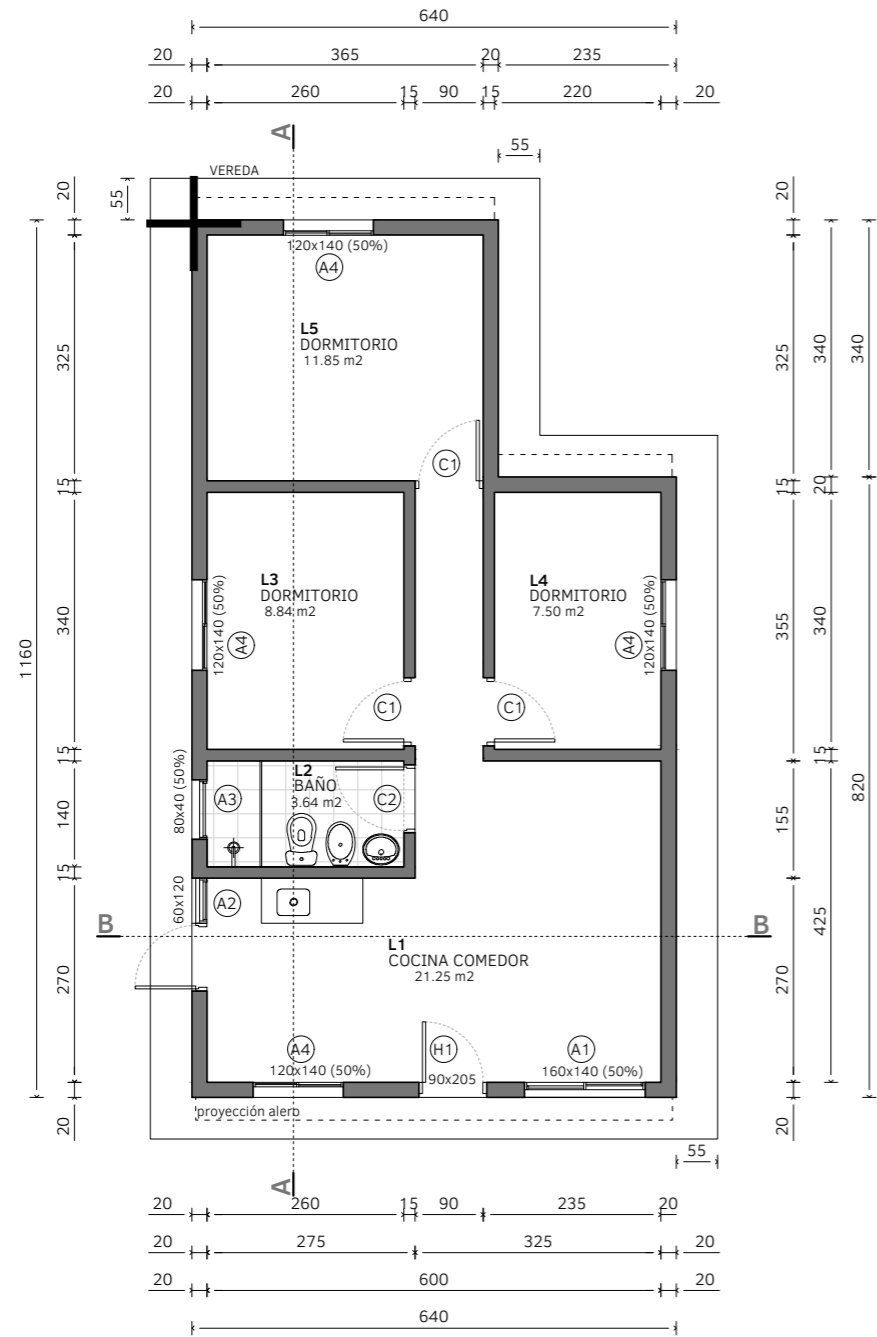 640
20 365 20 235
20 260 15 90 15 220 20
A
55
VEREDA
55
20
20
120x140 (50%)
A4
L5
DORMITORIO
11.85 m2
325
325
340
340
C1
15
15
20
L3
DORMITORIO
8.84 m2
L4
DORMITORIO
7.50 m2
120x140 (50%)
A4
A4
120x140 (50%)
340
355
340
1160
C1
C1
15
15
80x40 (50%)
L2
BAÑO
3.64 m2
A3
C2
140
155
820
15
60x120
A2
B
B
425
L1
COCINA COMEDOR
21.25 m2
270
270
A4
120x140 (50%)
H1
90x205
A1
160x140 (50%)
proyección alero
20
20
20
55
A
20 260 15 90 235 20
20 275 325 20
20 600 20
640